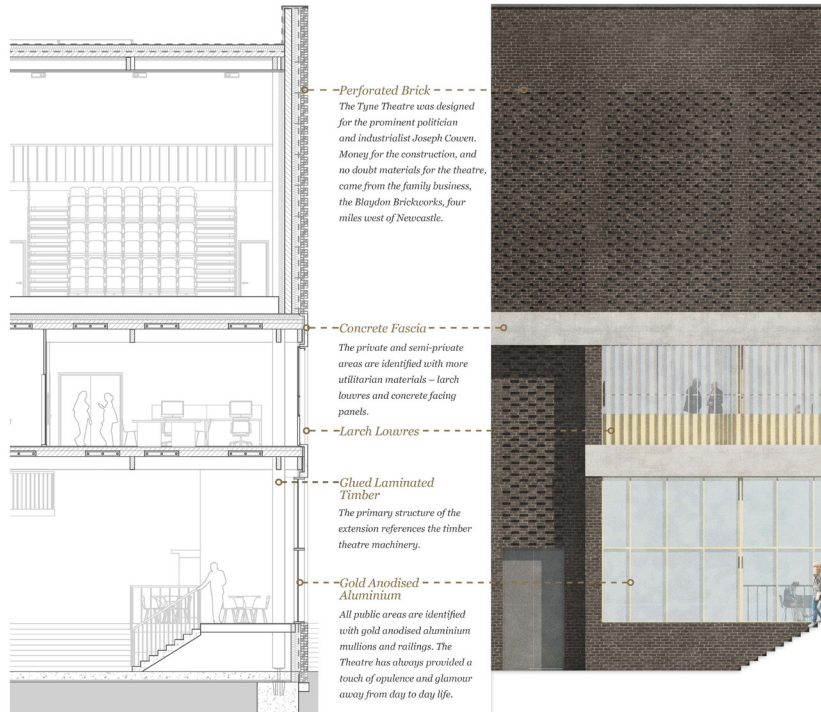 Perforated Brick
The Tyne Theatre was designed
for the prominent politician
and industrialist Joseph Cowen.
Money for the construction, and
no doubt materials for the theatre,
came from the family business,
the Blaydon Brickworks, four
miles west of Newcastle.
Concrete Fascia
The private and semi-private
areas are identified with more
utilitarian materials – larch
louvres and concrete facing
panels.
Larch Louvres
Glued Laminated
Timber
The primary structure of the
extension references the timber
theatre machinery.
Gold Anodised
Aluminium
All public areas are identified
with gold anodised aluminium
mullions and railings. The
Theatre has always provided a
touch of opulence and glamour
away from day to day life.